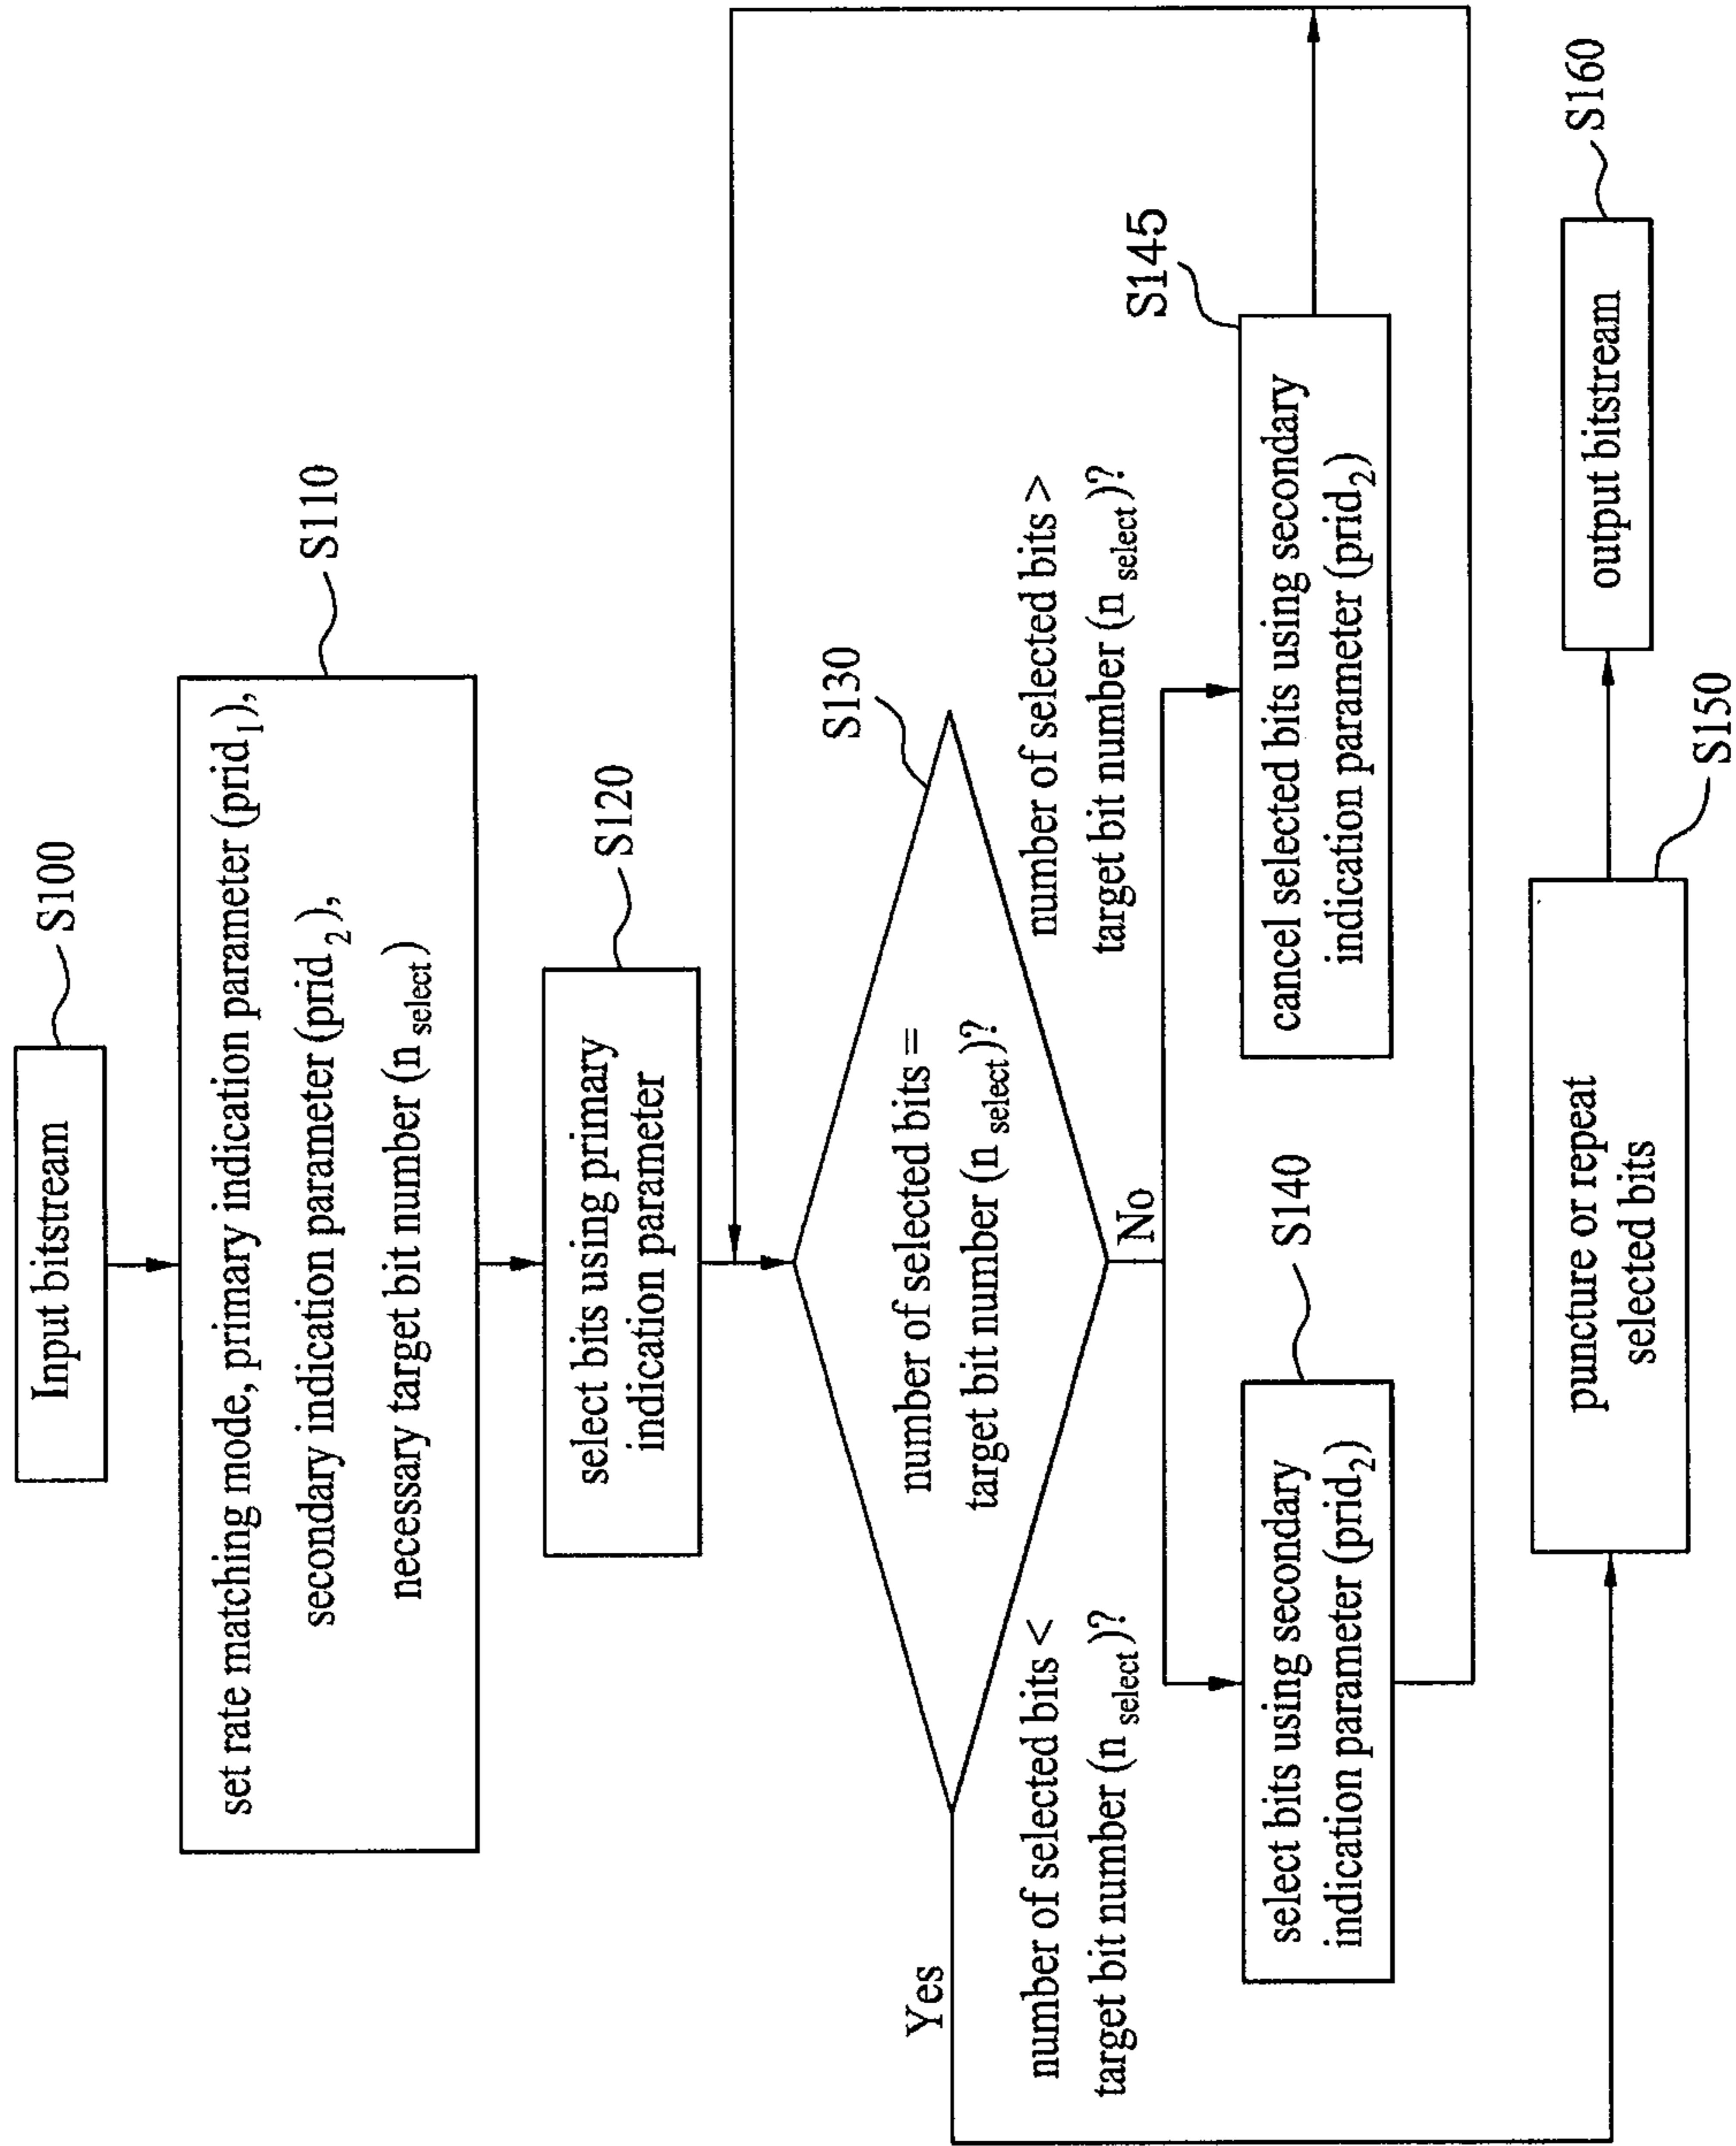 Input bitstream
S100
set rate matching mode, primary indication parameter (prid1),
secondary indication parameter (prid2),
necessary target bit number (nselect)
S110
select bits using primary
indication parameter
S120
number of selected bits =
target bit number (nselect)?
S130
Yes
No
number of selected bits <
target bit number (nselect)?
number of selected bits >
target bit number (nselect)?
select bits using secondary
indication parameter (prid2)
S140
cancel selected bits using secondary
indication parameter (prid2)
S145
puncture or repeat
selected bits
S150
output bitstream
S160